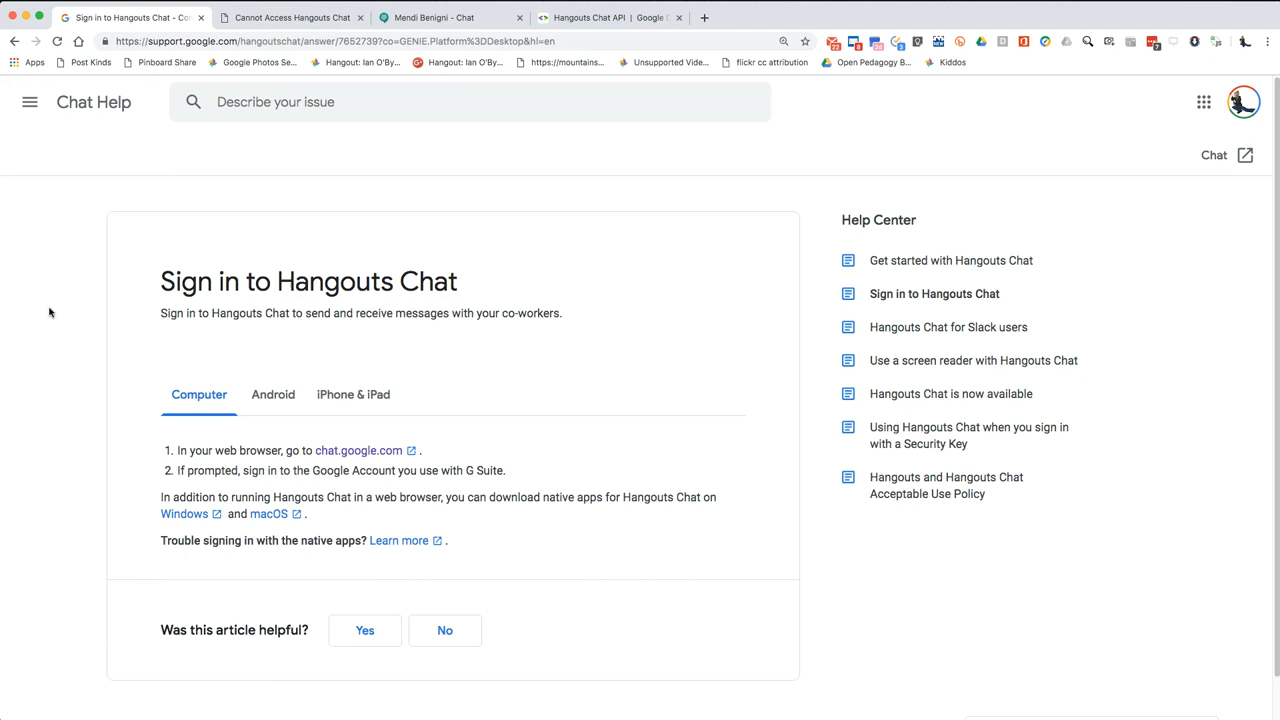 Sign in to Hangouts Chat - Co
Cannot Access Hangouts Chat
Mendi Benigni - Chat
Hangouts Chat API | Google D
https://support.google.com/hangoutschat/answer/7652739?co=GENIE.Platform%3DDesktop&hl=en
Apps
Post Kinds
Pinboard Share
Google Photos Se...
Hangout: Ian O'By...
Hangout: Ian O'By...
https://mountains...
Unsupported Vide...
flickr cc attribution
Open Pedagogy B...
Kiddos
Chat Help
Describe your issue
Chat
Sign in to Hangouts Chat
Sign in to Hangouts Chat to send and receive messages with your co-workers.
Computer
Android
iPhone & iPad
1. In your web browser, go to chat.google.com .
2. If prompted, sign in to the Google Account you use with G Suite.
In addition to running Hangouts Chat in a web browser, you can download native apps for Hangouts Chat on
Windows and macOS .
Trouble signing in with the native apps? Learn more .
Was this article helpful?
Yes
No
Help Center
Get started with Hangouts Chat
Sign in to Hangouts Chat
Hangouts Chat for Slack users
Use a screen reader with Hangouts Chat
Hangouts Chat is now available
Using Hangouts Chat when you sign in
with a Security Key
Hangouts and Hangouts Chat
Acceptable Use Policy